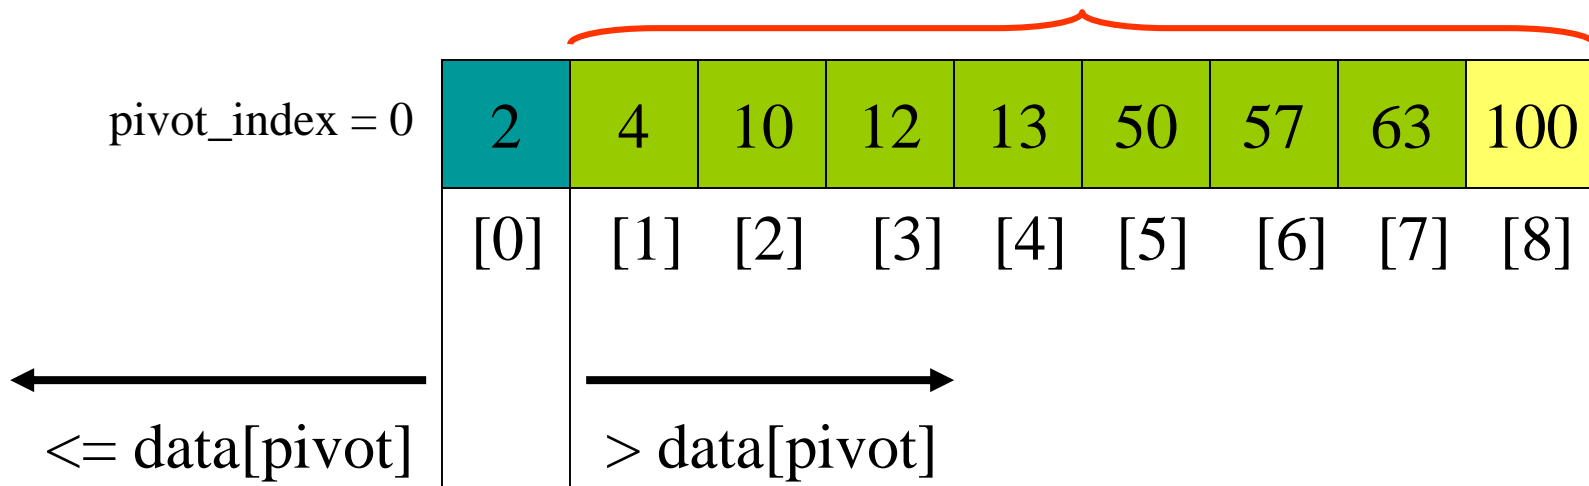 pivot_index = 0 2 4 10 12 13 50 57 63 100
[0] [1] [2] [3] [4] [5] [6] [7] [8]
<= data[pivot] > data[pivot]